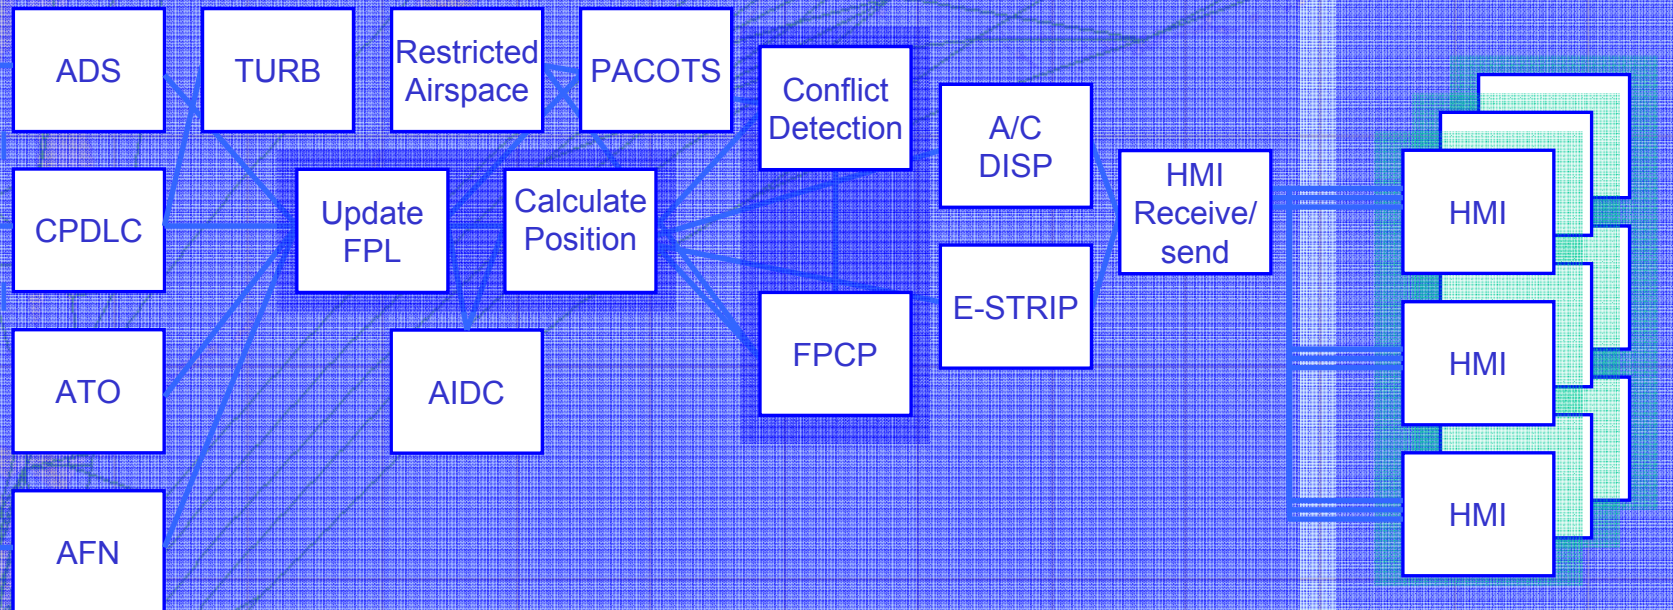 ADS
TURB
Restricted
Airspace
PACOTS
Conflict
Detection
A/C
DISP
HMI
Receive/
send
HMI
CPDLC
Update
FPL
Calculate
Position
E-STRIP
FPCP
HMI
ATO
AIDC
HMI
AFN